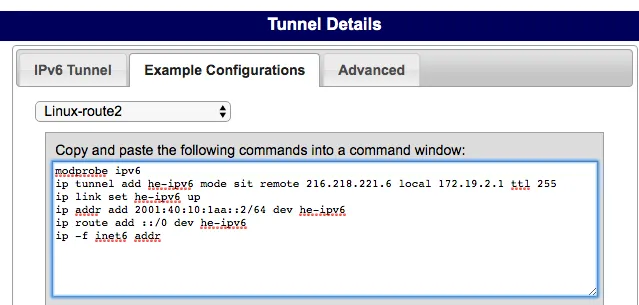 Tunnel Details
IPv6 Tunnel
Example Configurations
Advanced
Linux-route2
Copy and paste the following commands into a command window:
modprobe ipv6
ip tunnel add he-ipv6 mode sit remote 216.218.221.6 local 172.19.2.1 ttl 255
ip link set he-ipv6 up
ip addr add 2001:40:10:1aa::2/64 dev he-ipv6
ip route add ::/0 dev he-ipv6
ip -f inet6 addr